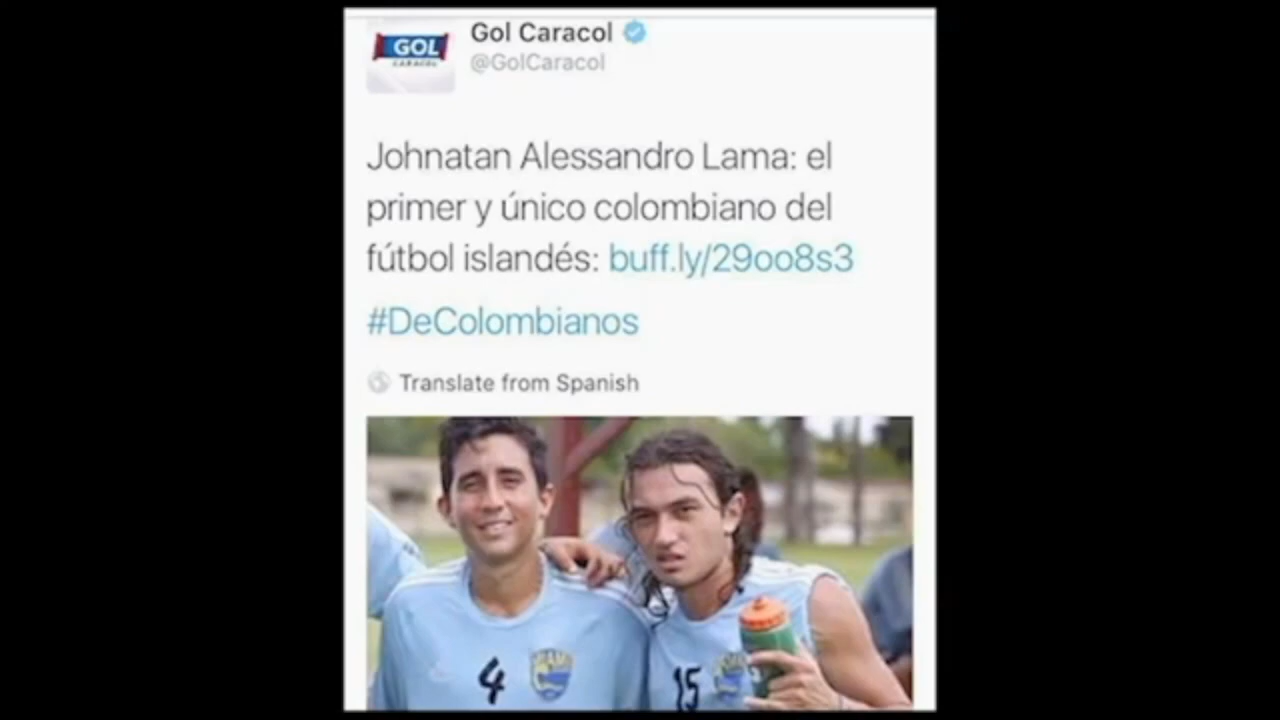 GOL
CARACOL
Gol Caracol
@GolCaracol
Johnatan Alessandro Lama: el
primer y único colombiano del
fútbol islandés: buff.ly/29oo8s3
#DeColombianos
Translate from Spanish
4
MIAMI
15